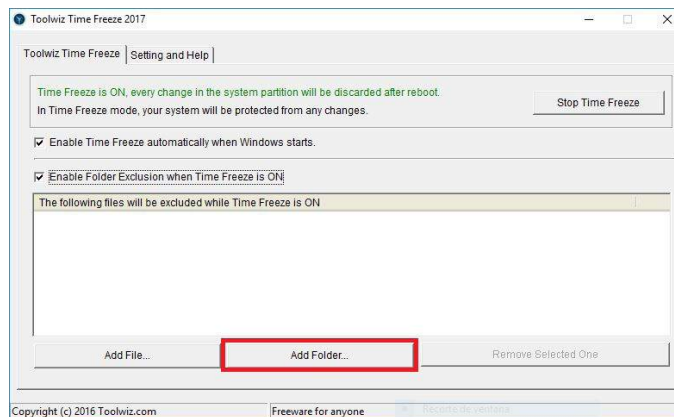 Toolwiz Time Freeze 2017
Toolwiz Time Freeze
Setting and Help
Time Freeze is ON, every change in the system partition will be discarded after reboot.
In Time Freeze mode, your system will be protected from any changes.
Stop Time Freeze
Enable Time Freeze automatically when Windows starts.
Enable Folder Exclusion when Time Freeze is ON
The following files will be excluded while Time Freeze is ON
Add File...
Add Folder...
Remove Selected One
Copyright (c) 2016 Toolwiz.com
Freeware for anyone
Recorte de ventana